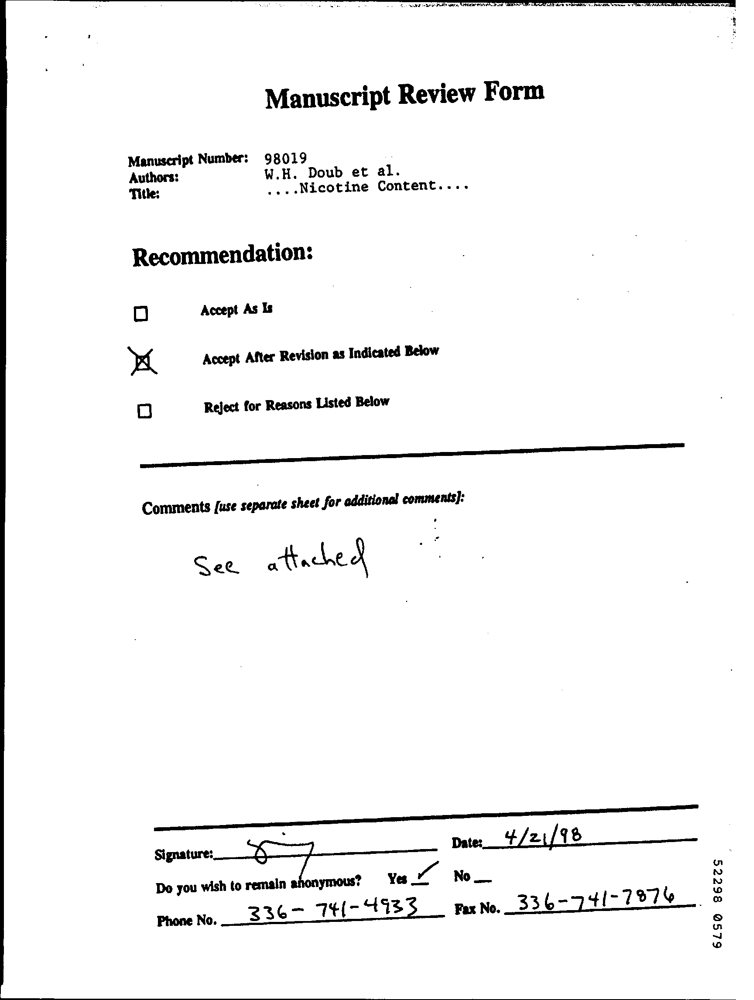 Manuscript Review Form
Manuscript Number: 98019
Authors: W.H. Doub et al.
Title: ....Nicotine Content....
Recommendation:
Accept As Is
Accept After Revision as Indicated Below
Reject for Reasons Listed Below
Comments [use separate sheet for additional comments]:
See attached
Signature: Date: 4/21/98
Do you wish to remain anonymous? Yes ✓ No
Phone No. 336-741-4933 Fax No. 336-741-7876
52298 0579